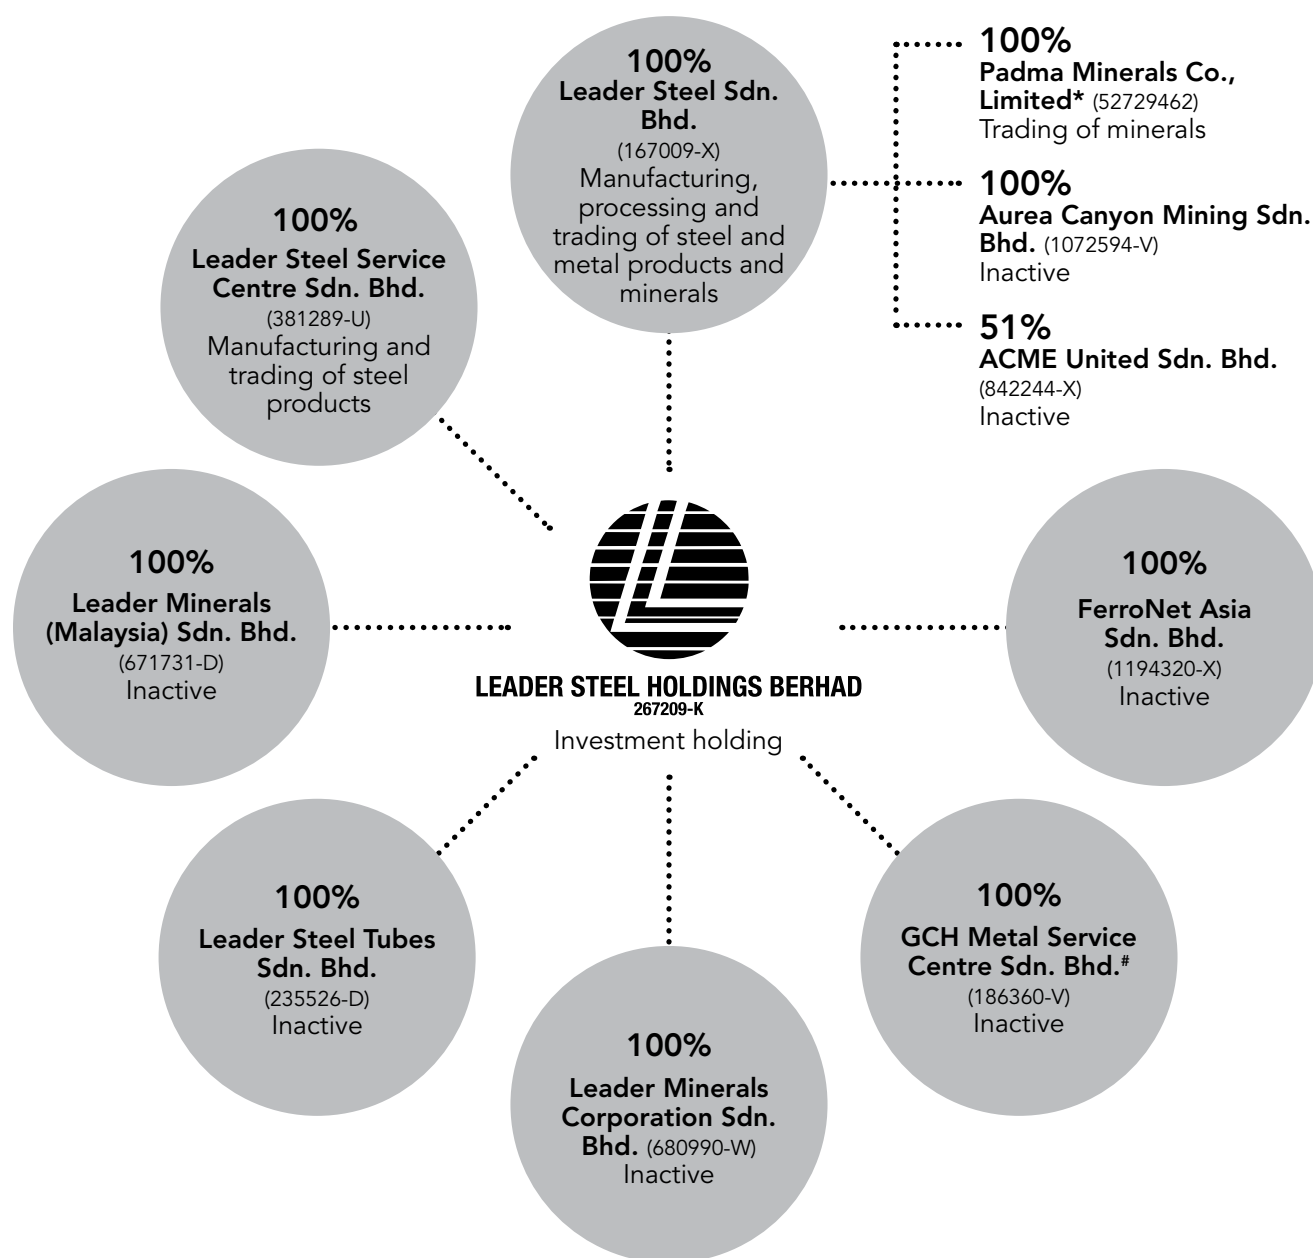 100%
Leader Steel Sdn.
Bhd.
(167009-X)
Manufacturing,
processing and
trading of steel and
metal products and
minerals
100%
Padma Minerals Co.,
Limited* (52729462)
Trading of minerals
100%
Aurea Canyon Mining Sdn.
Bhd. (1072594-V)
Inactive
51%
ACME United Sdn. Bhd.
(842244-X)
Inactive
100%
Leader Steel Service
Centre Sdn. Bhd.
(381289-U)
Manufacturing and
trading of steel
products
100%
Leader Minerals
(Malaysia) Sdn. Bhd.
(671731-D)
Inactive
LEADER STEEL HOLDINGS BERHAD
267209-K
Investment holding
100%
FerroNet Asia
Sdn. Bhd.
(1194320-X)
Inactive
100%
Leader Steel Tubes
Sdn. Bhd.
(235526-D)
Inactive
100%
Leader Minerals
Corporation Sdn.
Bhd. (680990-W)
Inactive
100%
GCH Metal Service
Centre Sdn. Bhd.#
(186360-V)
Inactive